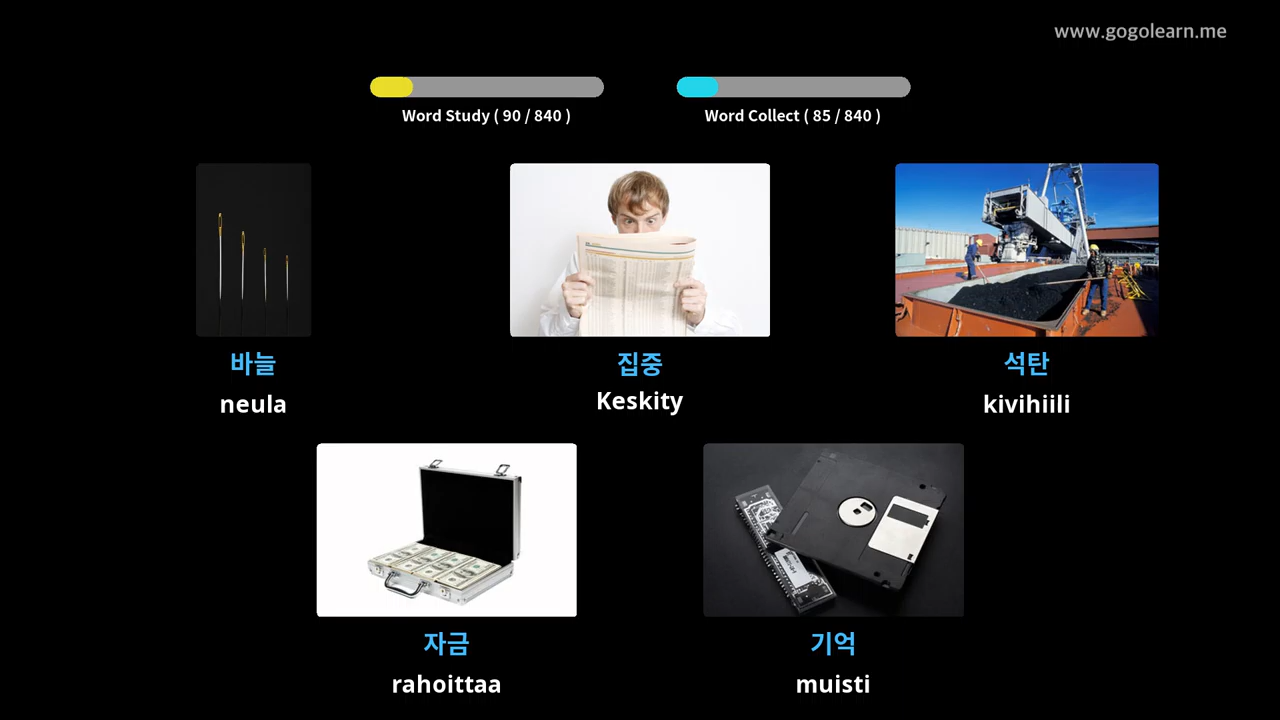 www.gogolearn.me
Word Study ( 90 / 840 )
Word Collect ( 85 / 840 )
바늘
neula
집중
Keskity
석탄
kivihiili
자금
rahoittaa
기억
muisti